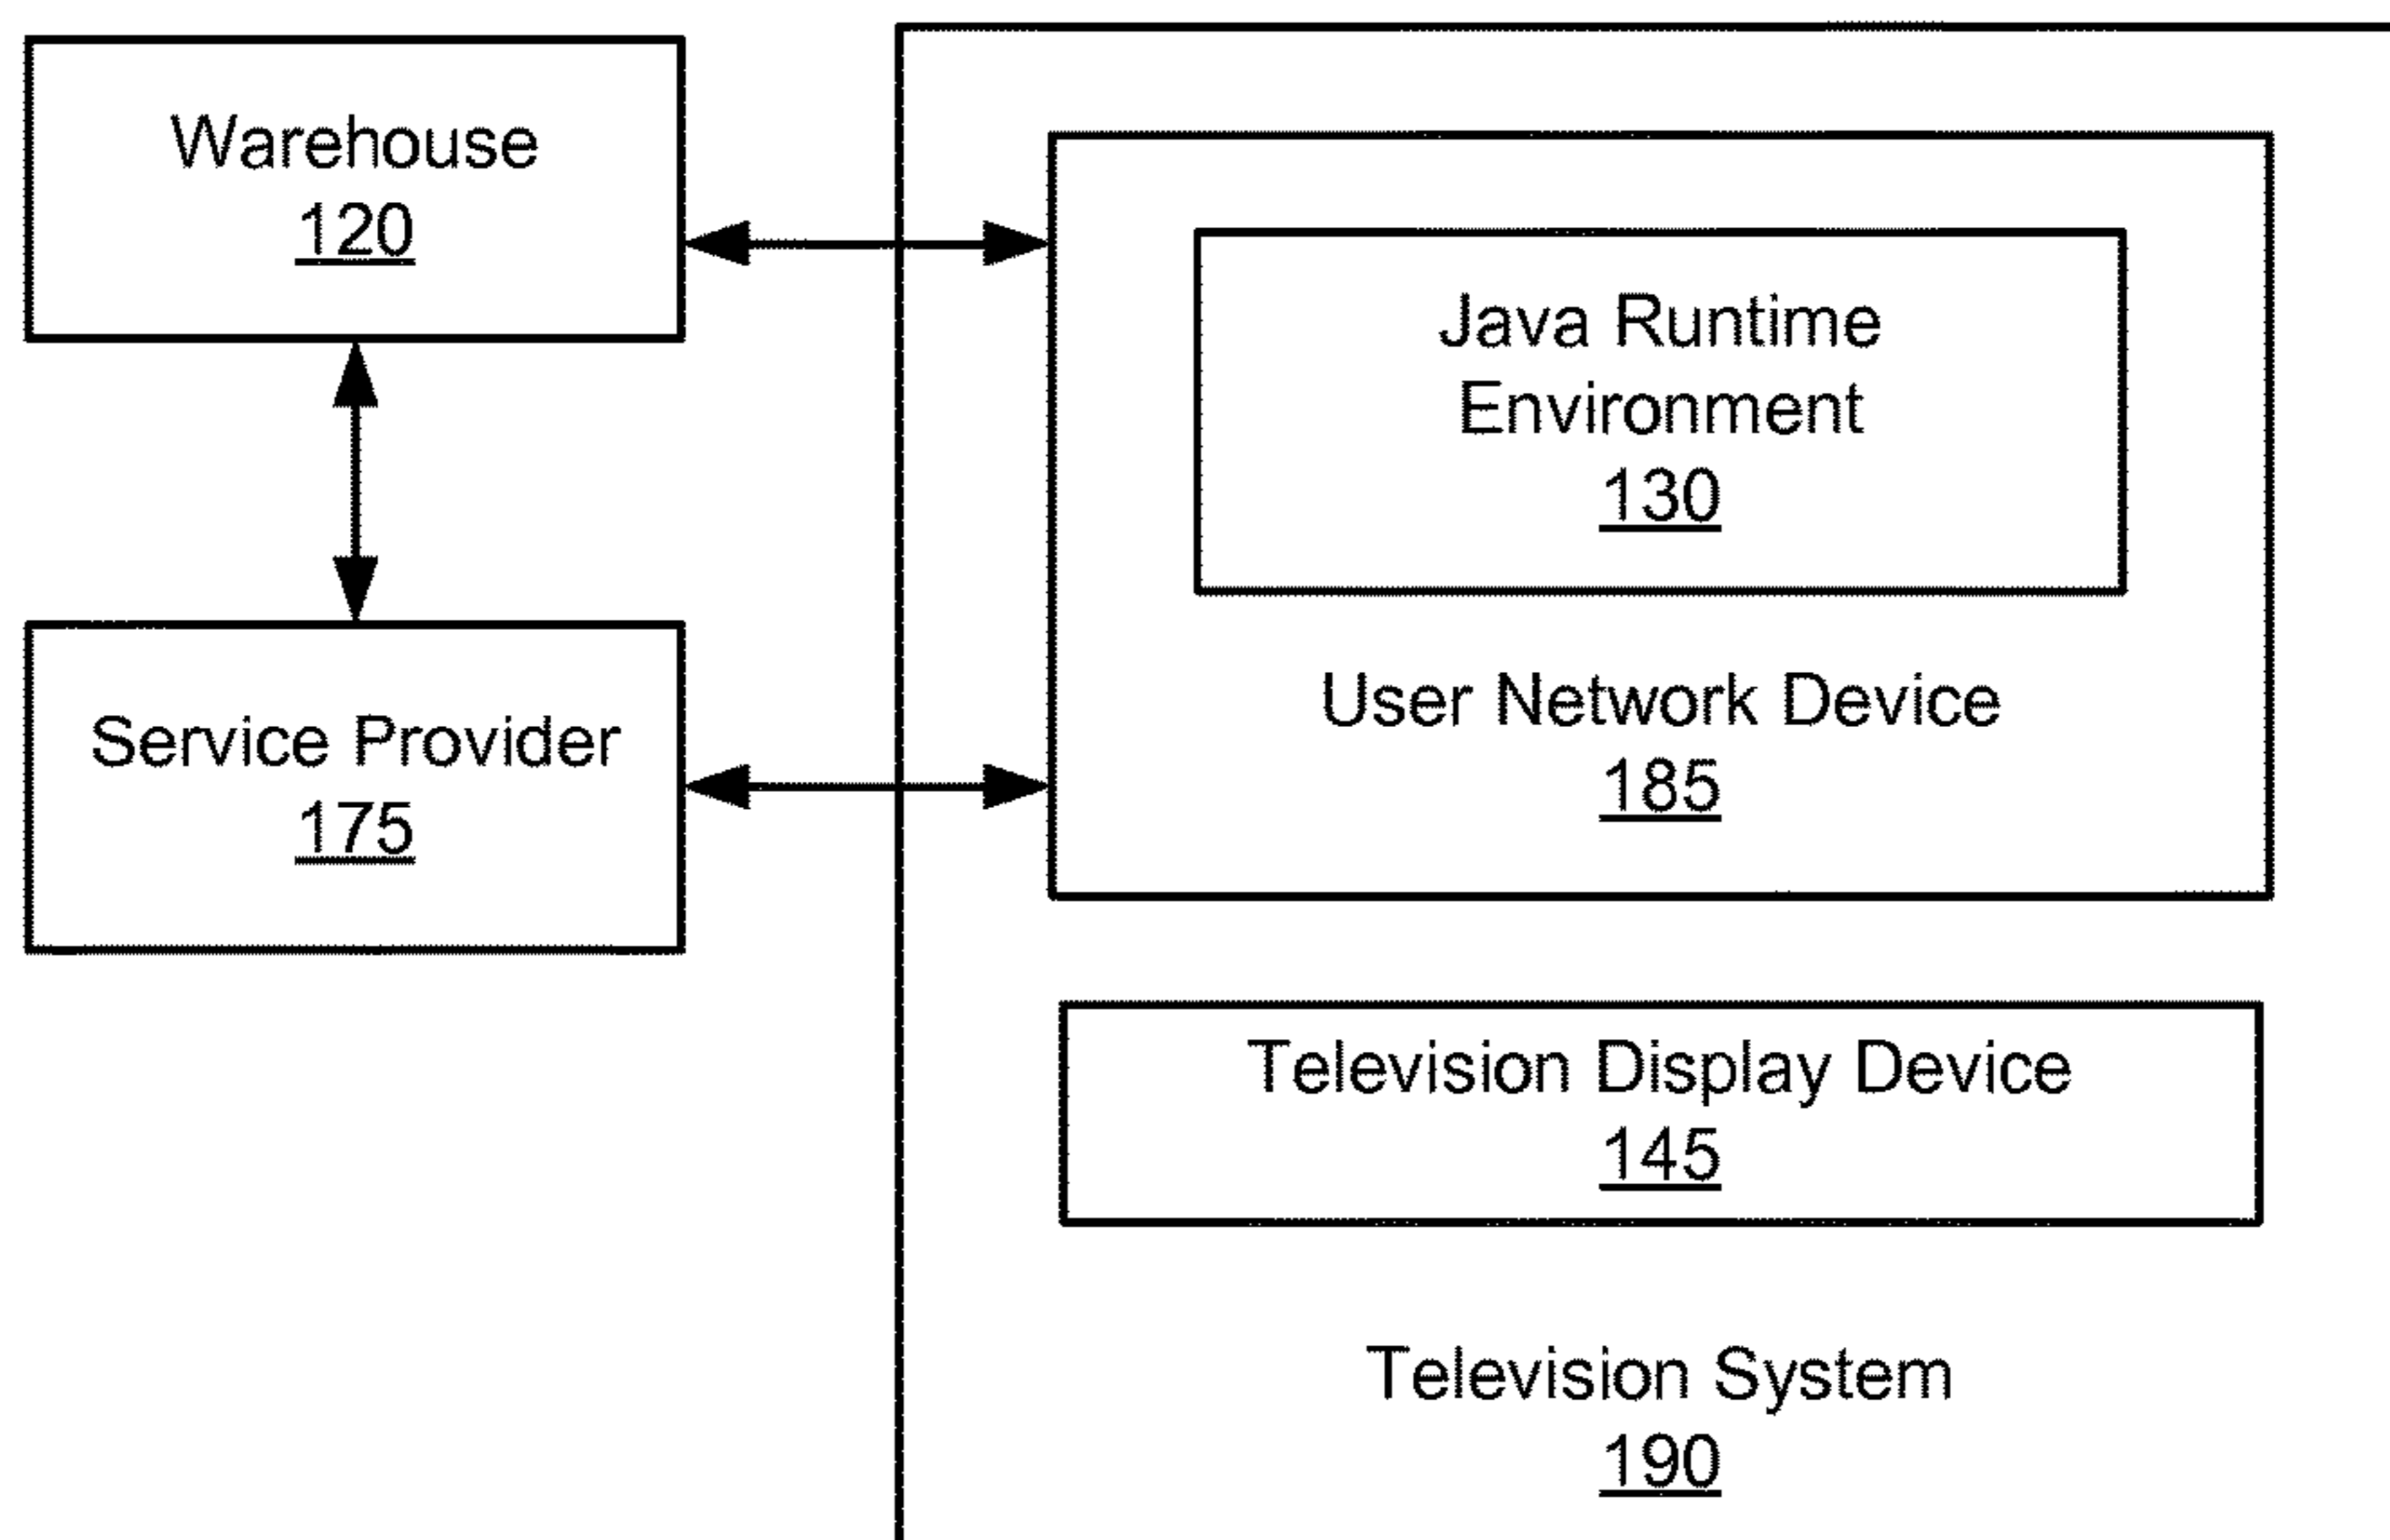 Warehouse
120
Service Provider
175
Java Runtime
Environment
130
User Network Device
185
Television Display Device
145
Television System
190